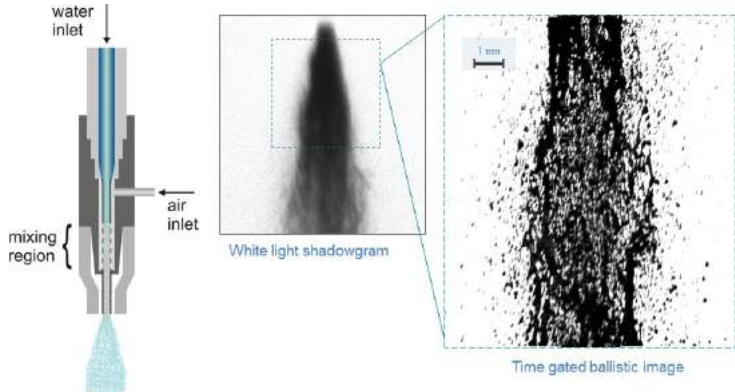 water
inlet
air
inlet
mixing
region
White light shadowgram
1 mm
Time gated ballistic image